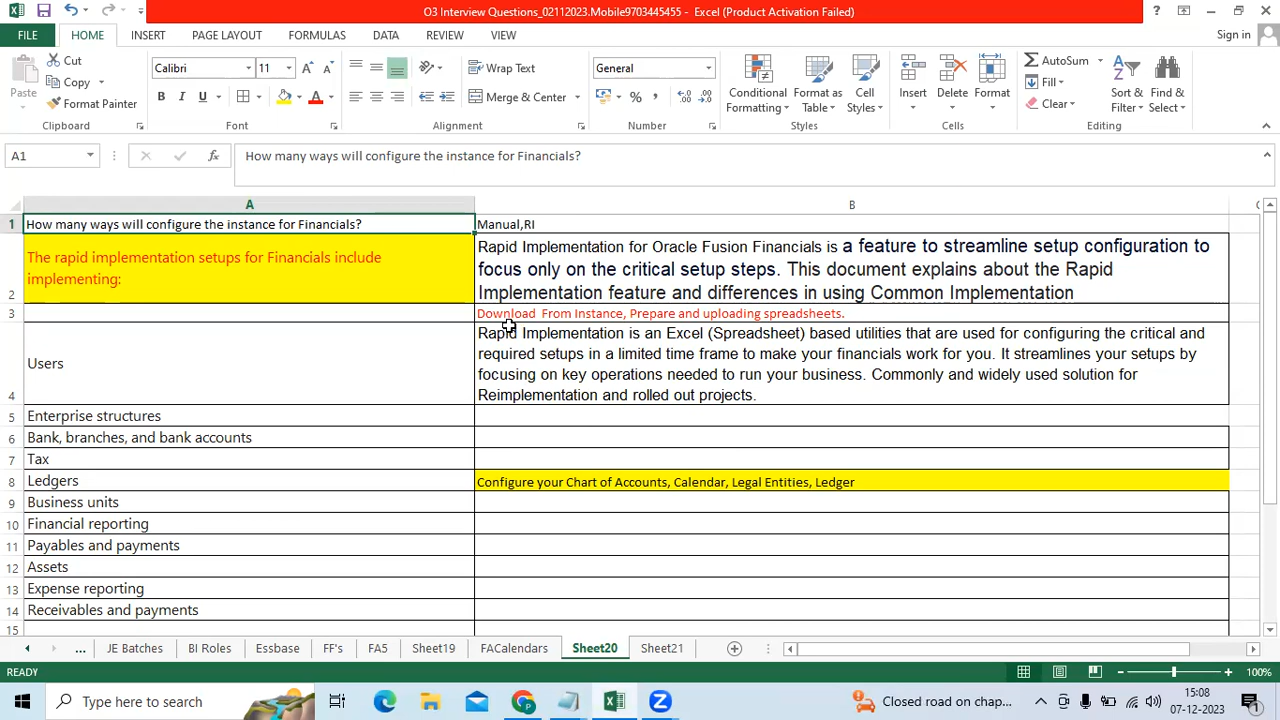 O3 Interview Questions_02112023.Mobile9703445455 - Excel (Product Activation Failed)
FILE HOME INSERT PAGE LAYOUT FORMULAS DATA REVIEW VIEW Sign in
Paste Cut Copy Format Painter Clipboard
Calibri 11 B I U A Font
Wrap Text Merge & Center Alignment
General % , Number
Conditional Formatting Format as Table Cell Styles Styles
Insert Delete Format Cells
AutoSum Fill Clear Sort & Filter Find & Select Editing
A1 fx How many ways will configure the instance for Financials?
A B C
1 How many ways will configure the instance for Financials? Manual,RI
2 The rapid implementation setups for Financials include
implementing:
Rapid Implementation for Oracle Fusion Financials is a feature to streamline setup configuration to
focus only on the critical setup steps. This document explains about the Rapid
Implementation feature and differences in using Common Implementation
3 Download From Instance, Prepare and uploading spreadsheets.
4 Users
Rapid Implementation is an Excel (Spreadsheet) based utilities that are used for configuring the critical and
required setups in a limited time frame to make your financials work for you. It streamlines your setups by
focusing on key operations needed to run your business. Commonly and widely used solution for
Reimplementation and rolled out projects.
5 Enterprise structures
6 Bank, branches, and bank accounts
7 Tax
8 Ledgers Configure your Chart of Accounts, Calendar, Legal Entities, Ledger
9 Business units
10 Financial reporting
11 Payables and payments
12 Assets
13 Expense reporting
14 Receivables and payments
15
... JE Batches BI Roles Essbase FF's FA5 Sheet19 FACalendars Sheet20 Sheet21
READY 100%
Type here to search Closed road on chap... 15:08
07-12-2023